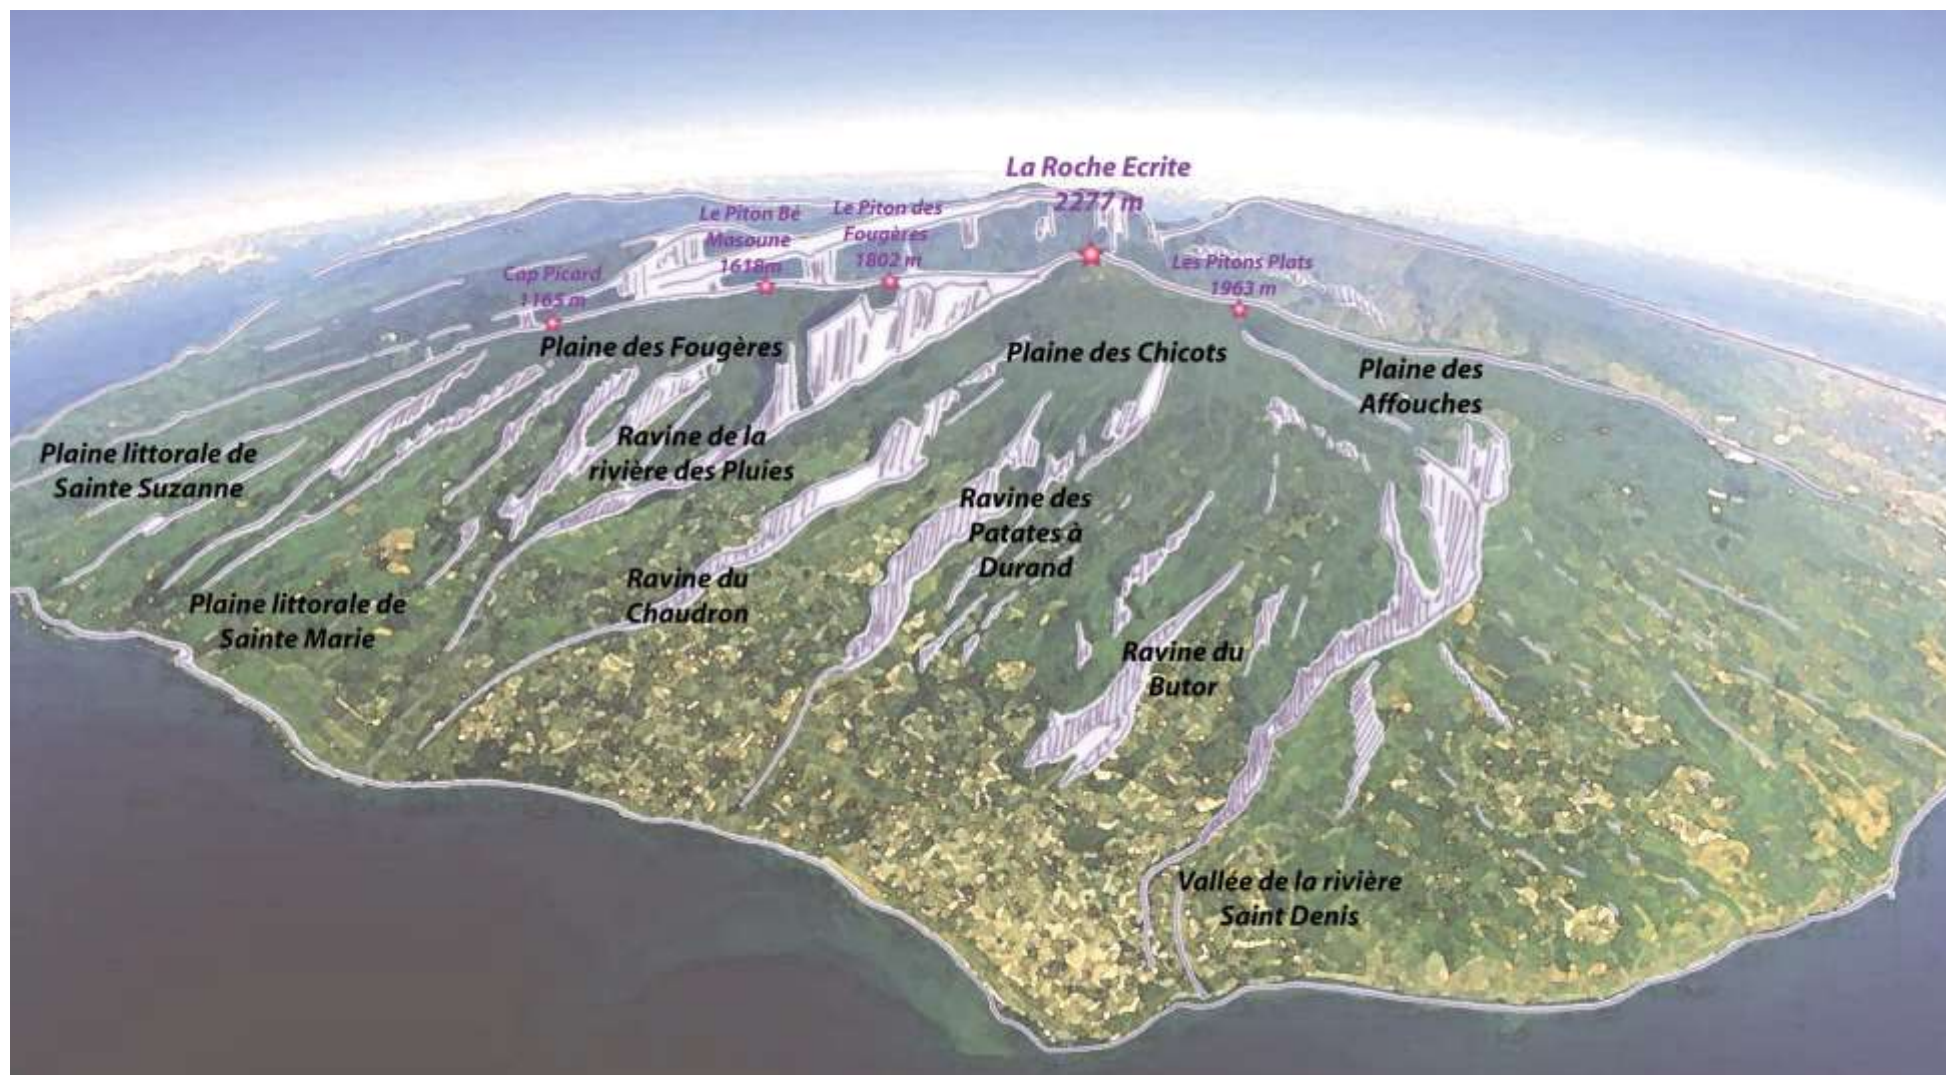 La Roche Ecrite
2277 m
Le Piton Bé
Masoune
1618m
Le Piton des
Fougères
1802 m
Cap Picard
1165 m
Les Pitons Plats
1963 m
Plaine des Fougères
Plaine des Chicots
Plaine des
Affouches
Plaine littorale de
Sainte Suzanne
Ravine de la
rivière des Pluies
Ravine des
Patates à
Durand
Ravine du
Chaudron
Plaine littorale de
Sainte Marie
Ravine du
Butor
Vallée de la rivière
Saint Denis